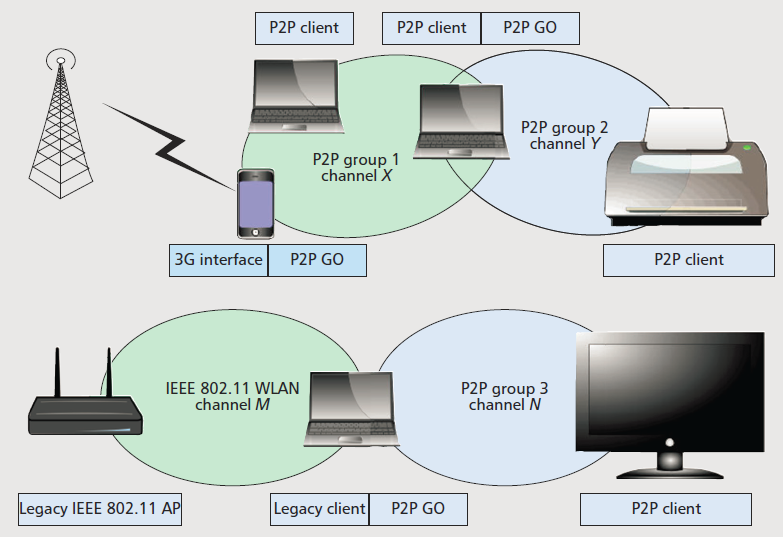 P2P client
P2P client
P2P GO
P2P group 1
channel X
P2P group 2
channel Y
3G interface
P2P GO
P2P client
IEEE 802.11 WLAN
channel M
P2P group 3
channel N
Legacy IEEE 802.11 AP
Legacy client
P2P GO
P2P client